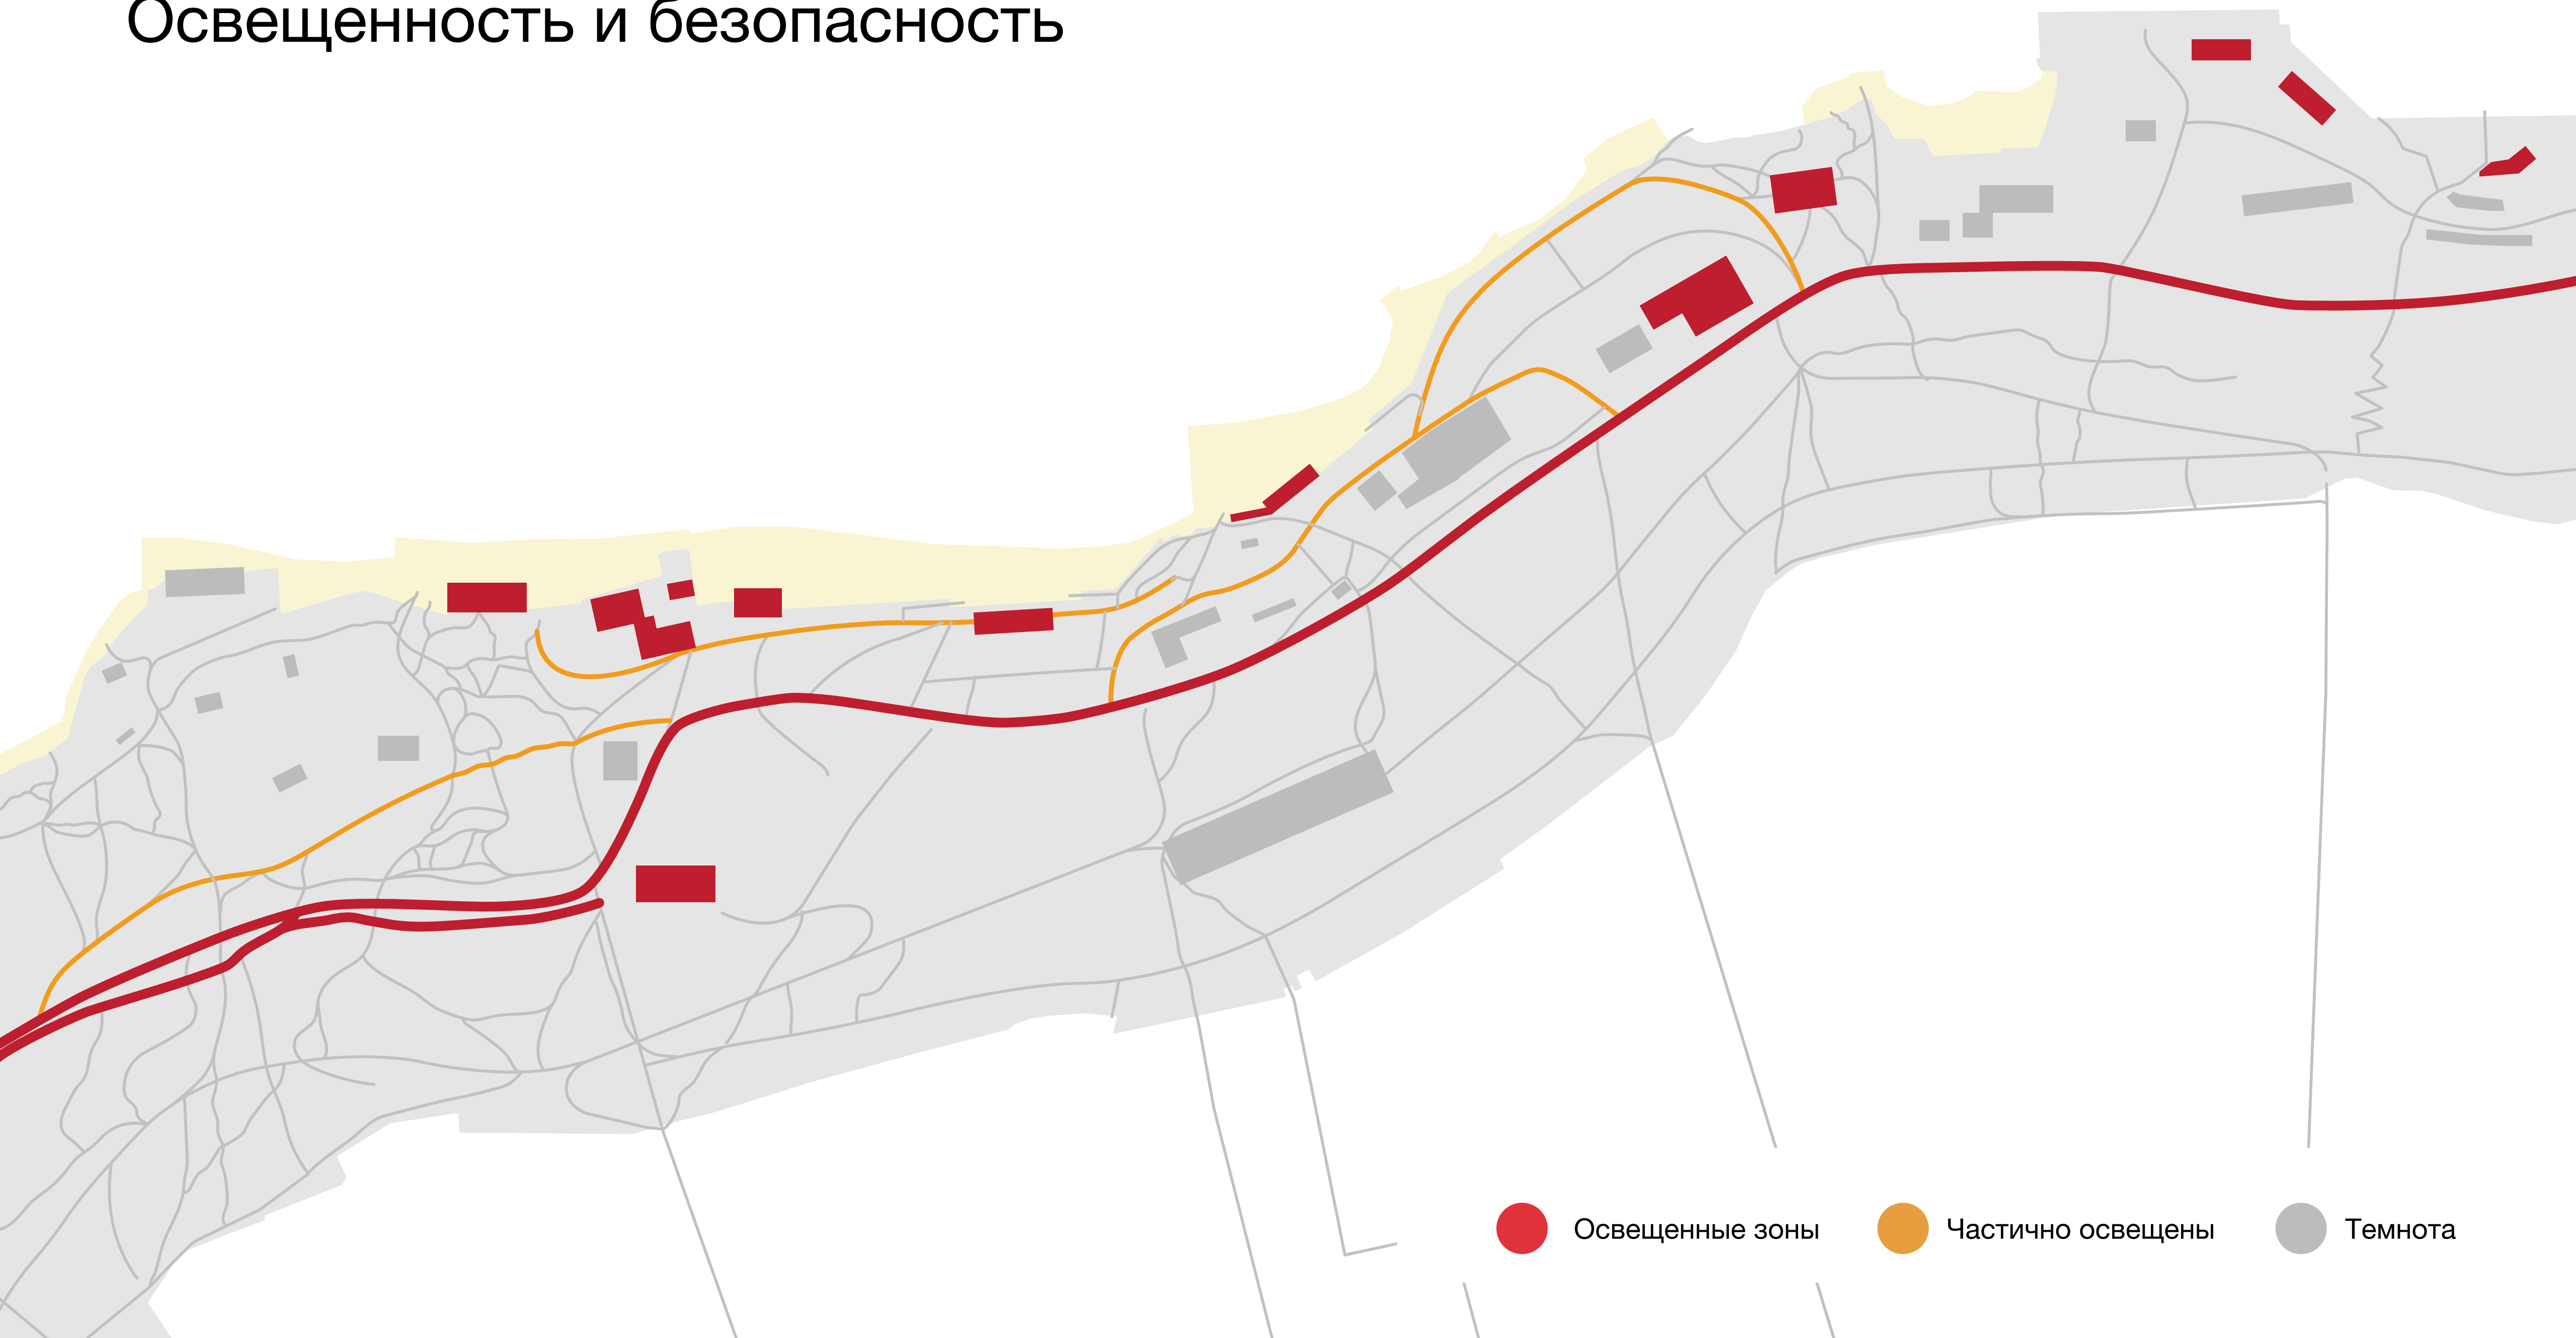 Освещенность и безопасность
Освещенные зоны
Частично освещены
Темнота